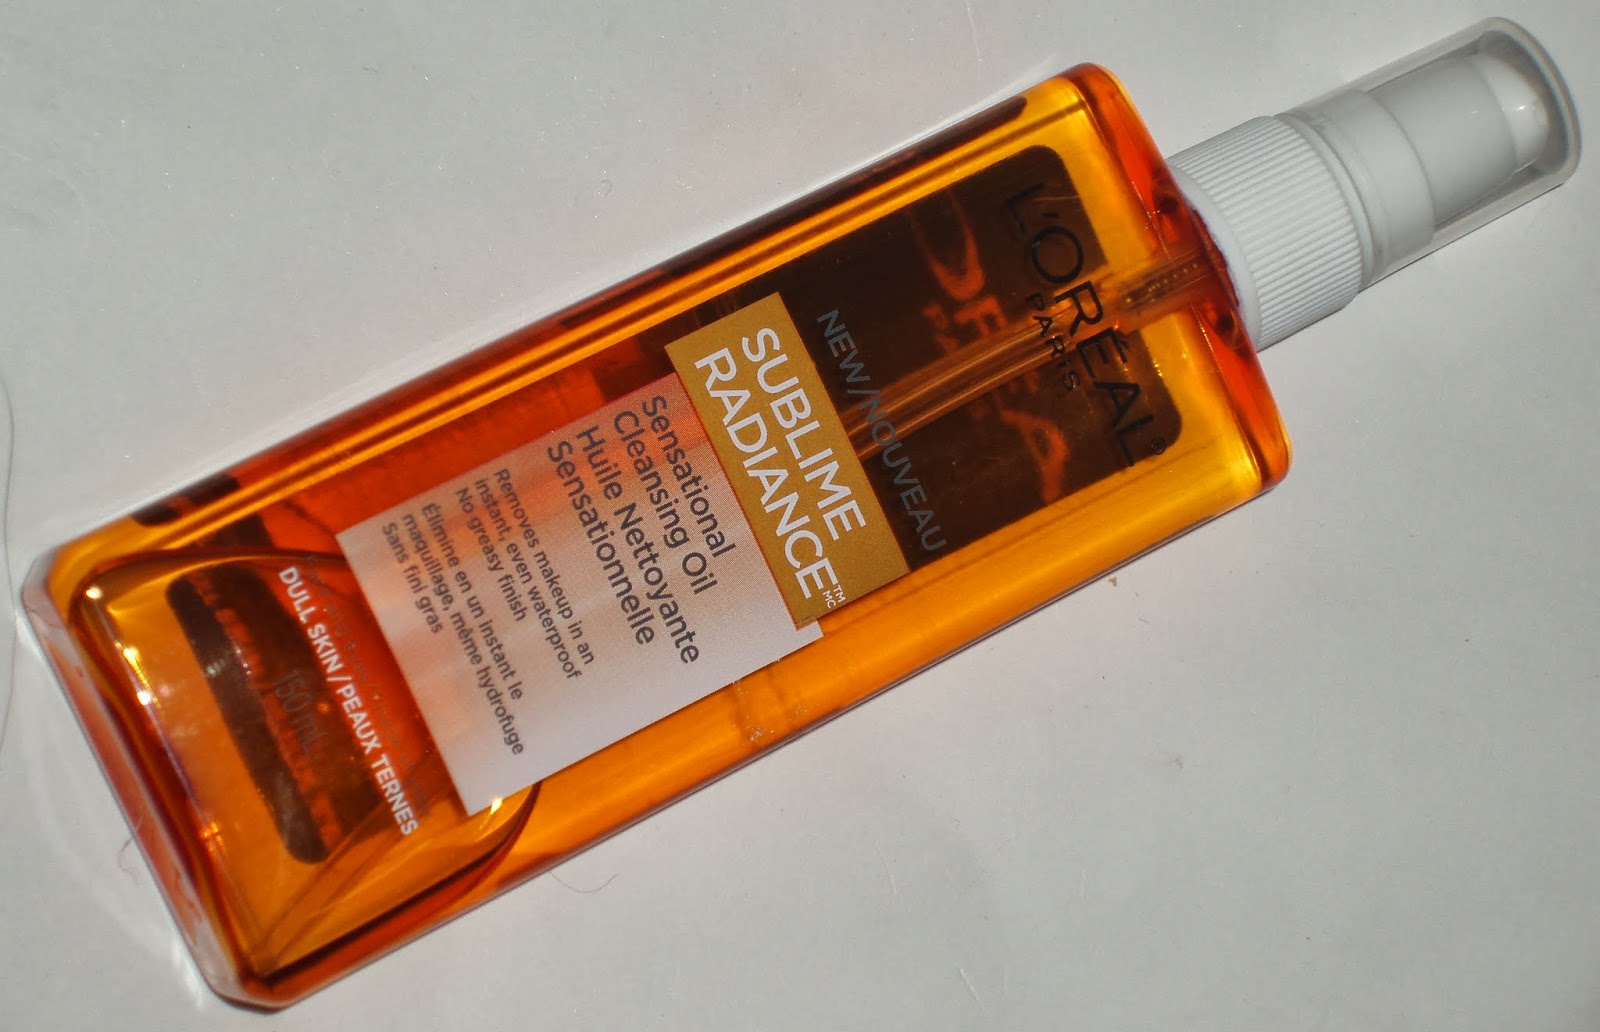 L'ORÉAL®
PARIS
NEW/NOUVEAU
SUBLIME
RADIANCE™ MC
Sensational
Cleansing Oil
Huile Nettoyante
Sensationnelle
Removes makeup in an
instant, even waterproof
No greasy finish
Élimine en un instant le
maquillage, même hydrofuge
Sans fini gras
150 mL
DULL SKIN / PEAUX TERNES